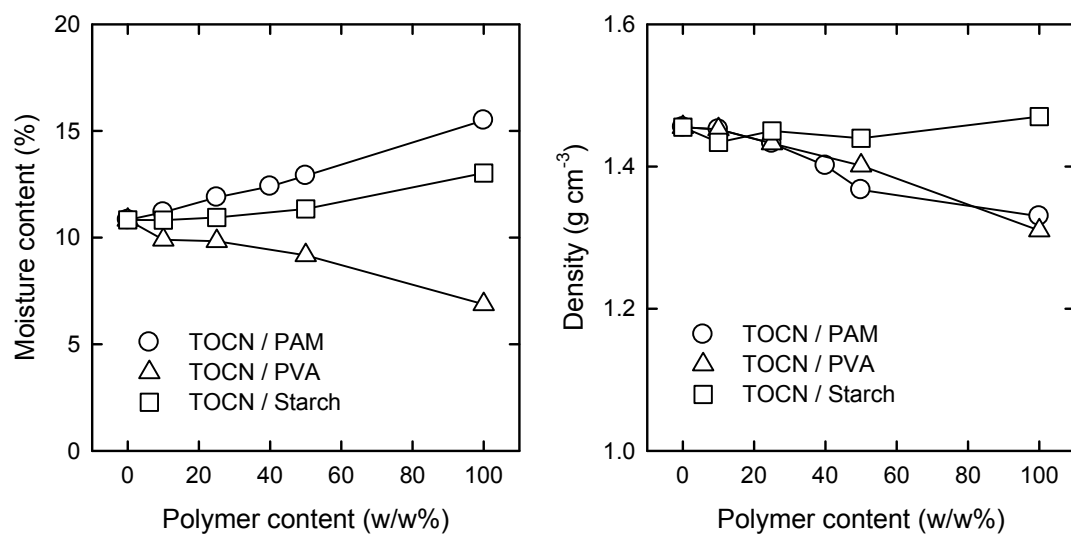 20
15
10
5
0
Moisture content (%)
TOCN / PAM
TOCN / PVA
TOCN / Starch
0 20 40 60 80 100
Polymer content (w/w%)
1.6
1.4
1.2
1.0
Density (g cm⁻³)
TOCN / PAM
TOCN / PVA
TOCN / Starch
0 20 40 60 80 100
Polymer content (w/w%)